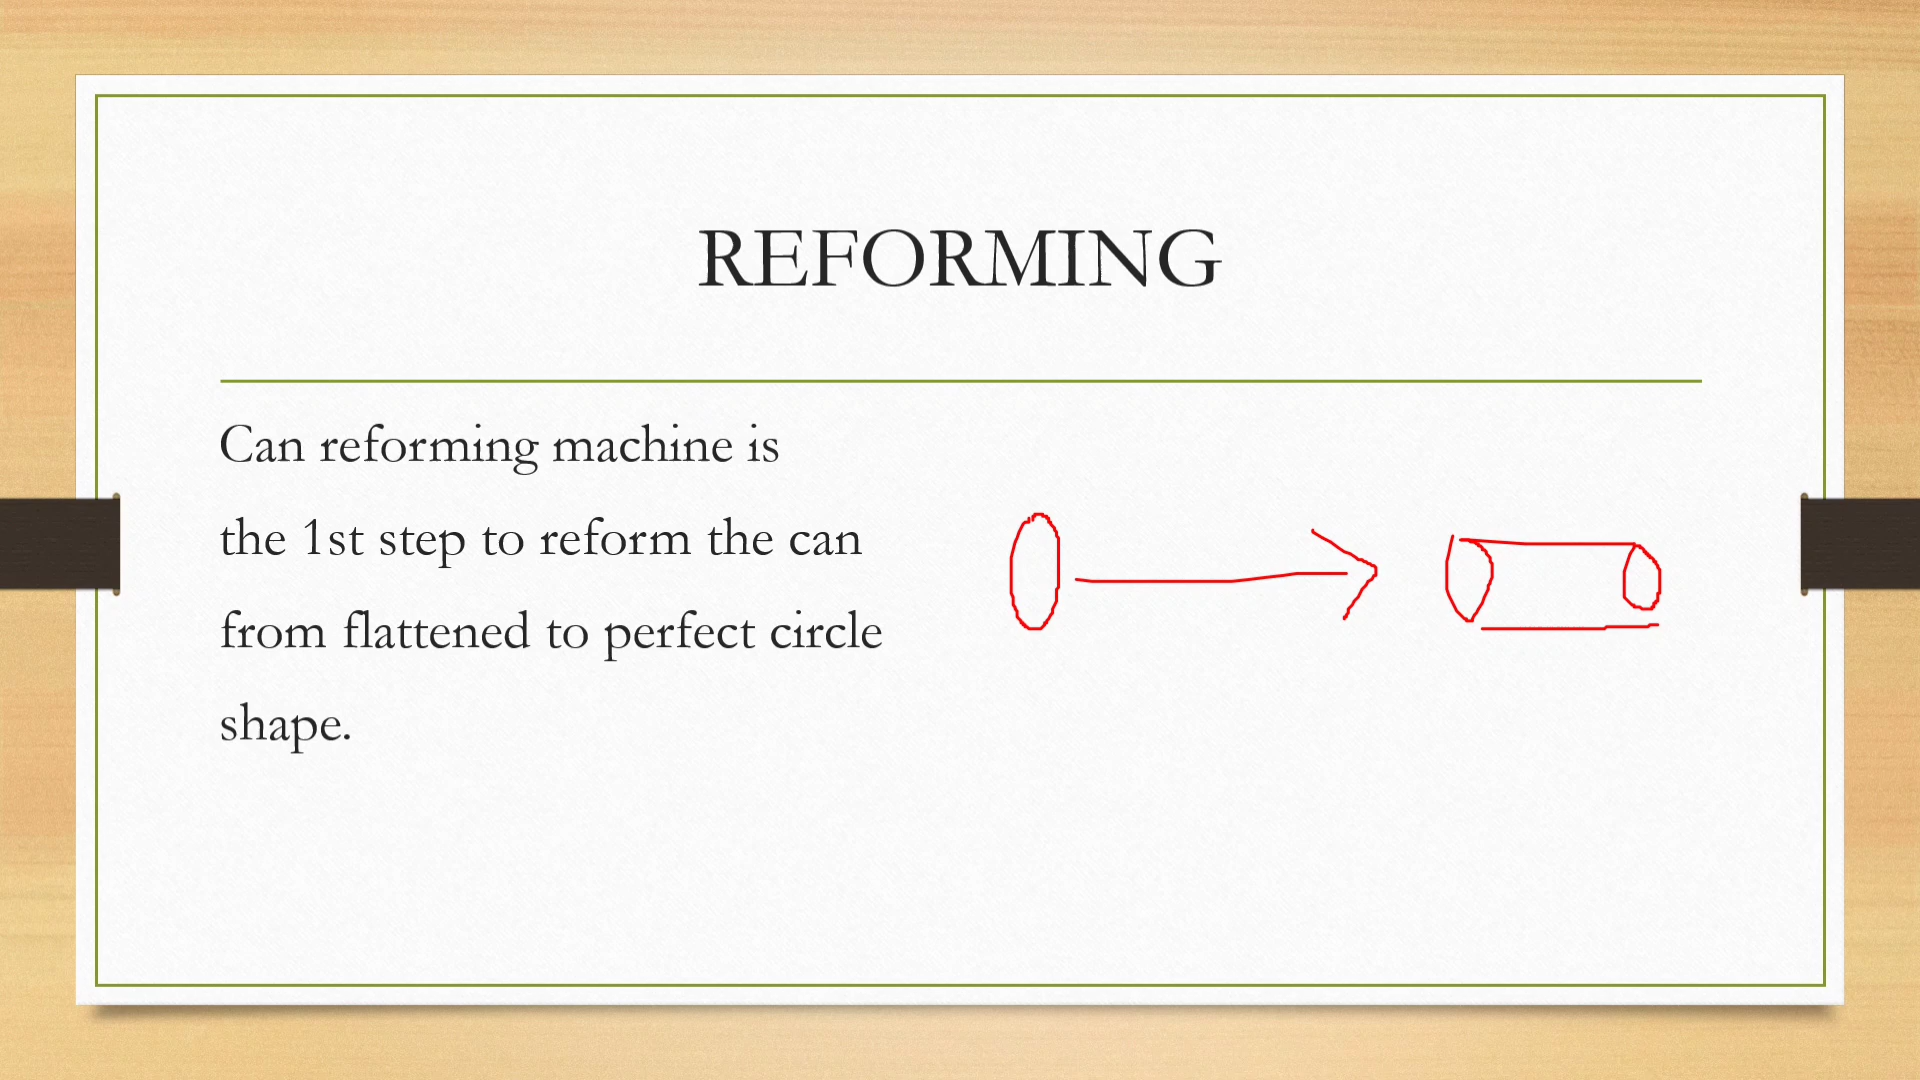 REFORMING
Can reforming machine is
the 1st step to reform the can
from flattened to perfect circle
shape.